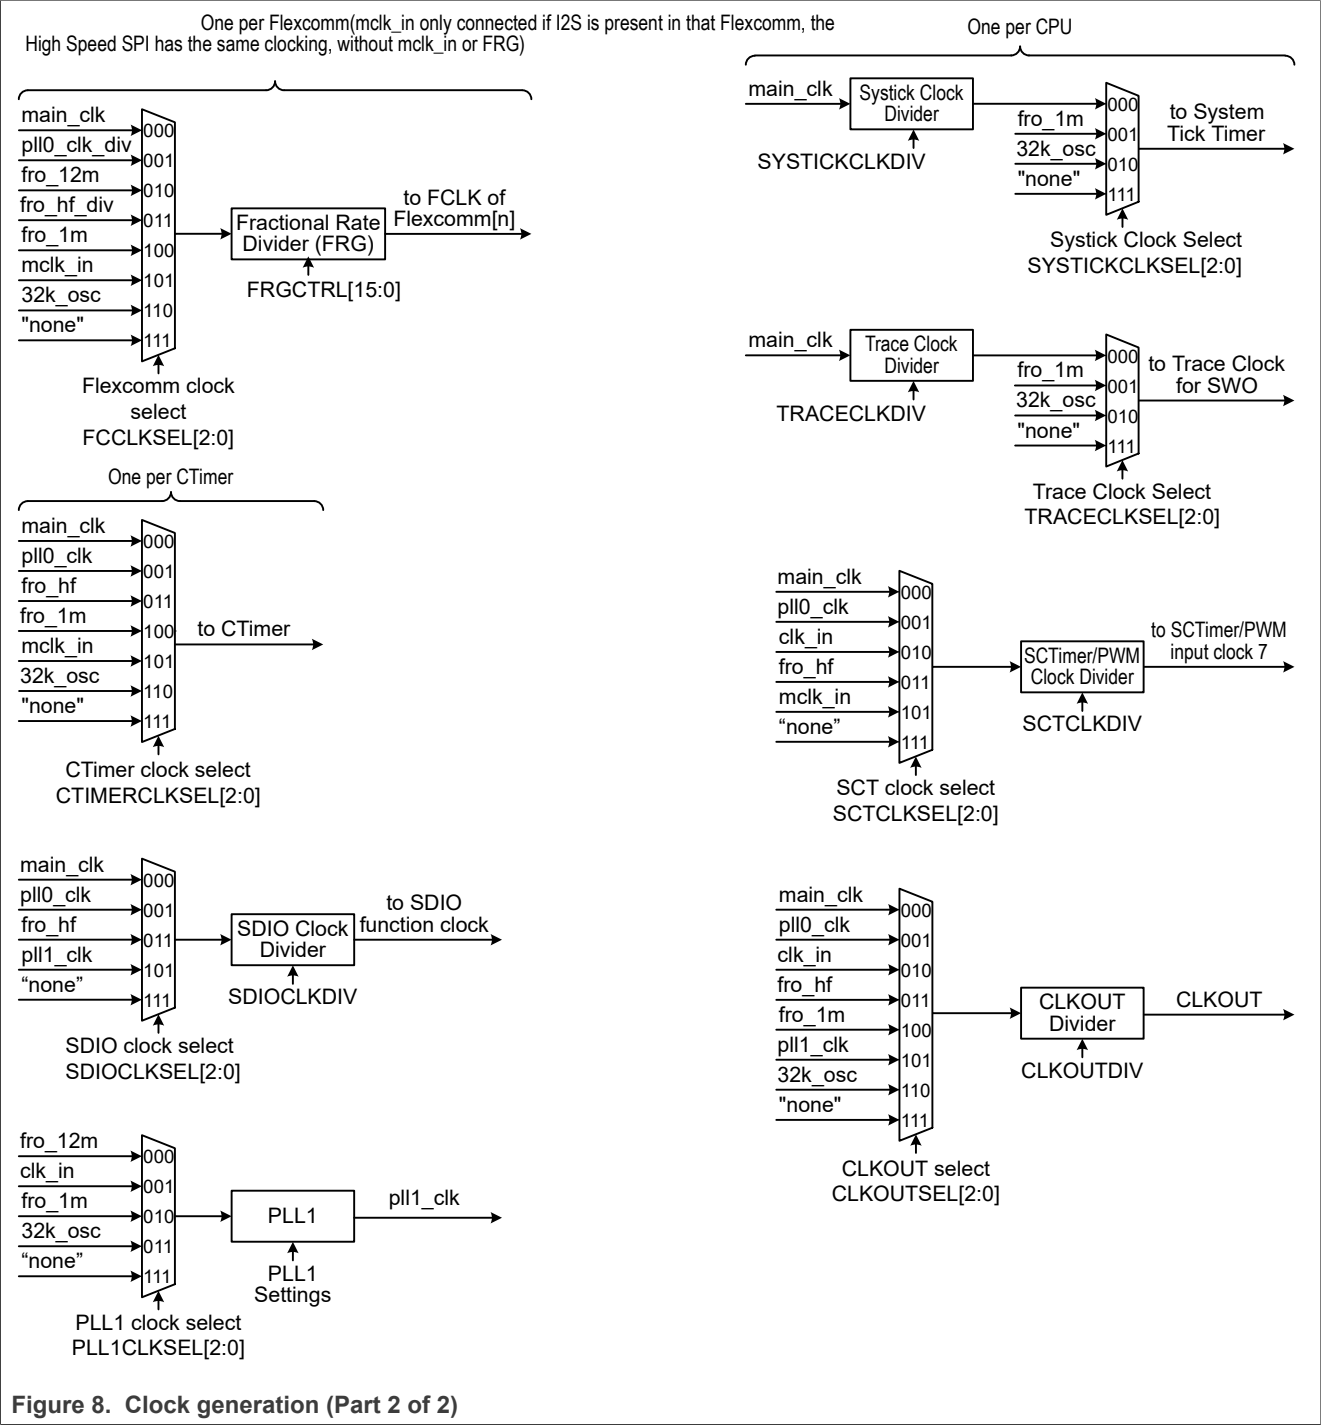 One per Flexcomm(mclk_in only connected if I2S is present in that Flexcomm, the
High Speed SPI has the same clocking, without mclk_in or FRG)
main_clk
000
pll0_clk_div
001
fro_12m
010
fro_hf_div
011
fro_1m
100
mclk_in
101
32k_osc
110
"none"
111
Fractional Rate
Divider (FRG)
FRGCTRL[15:0]
to FCLK of
Flexcomm[n]
Flexcomm clock
select
FCCLKSEL[2:0]
One per CTimer
main_clk
000
pll0_clk
001
fro_hf
011
fro_1m
100
mclk_in
101
32k_osc
110
"none"
111
to CTimer
CTimer clock select
CTIMERCLKSEL[2:0]
main_clk
000
pll0_clk
001
fro_hf
011
pll1_clk
101
“none”
111
SDIO Clock
Divider
SDIOCLKDIV
to SDIO
function clock
SDIO clock select
SDIOCLKSEL[2:0]
fro_12m
000
clk_in
001
fro_1m
010
32k_osc
011
“none”
111
PLL1
PLL1
Settings
pll1_clk
PLL1 clock select
PLL1CLKSEL[2:0]
One per CPU
main_clk
Systick Clock
Divider
SYSTICKCLKDIV
000
fro_1m
001
32k_osc
010
"none"
111
to System
Tick Timer
Systick Clock Select
SYSTICKCLKSEL[2:0]
main_clk
Trace Clock
Divider
TRACECLKDIV
000
fro_1m
001
32k_osc
010
"none"
111
to Trace Clock
for SWO
Trace Clock Select
TRACECLKSEL[2:0]
main_clk
000
pll0_clk
001
clk_in
010
fro_hf
011
mclk_in
101
“none”
111
SCTimer/PWM
Clock Divider
SCTCLKDIV
to SCTimer/PWM
input clock 7
SCT clock select
SCTCLKSEL[2:0]
main_clk
000
pll0_clk
001
clk_in
010
fro_hf
011
fro_1m
100
pll1_clk
101
32k_osc
110
"none"
111
CLKOUT
Divider
CLKOUTDIV
CLKOUT
CLKOUT select
CLKOUTSEL[2:0]
Figure 8. Clock generation (Part 2 of 2)